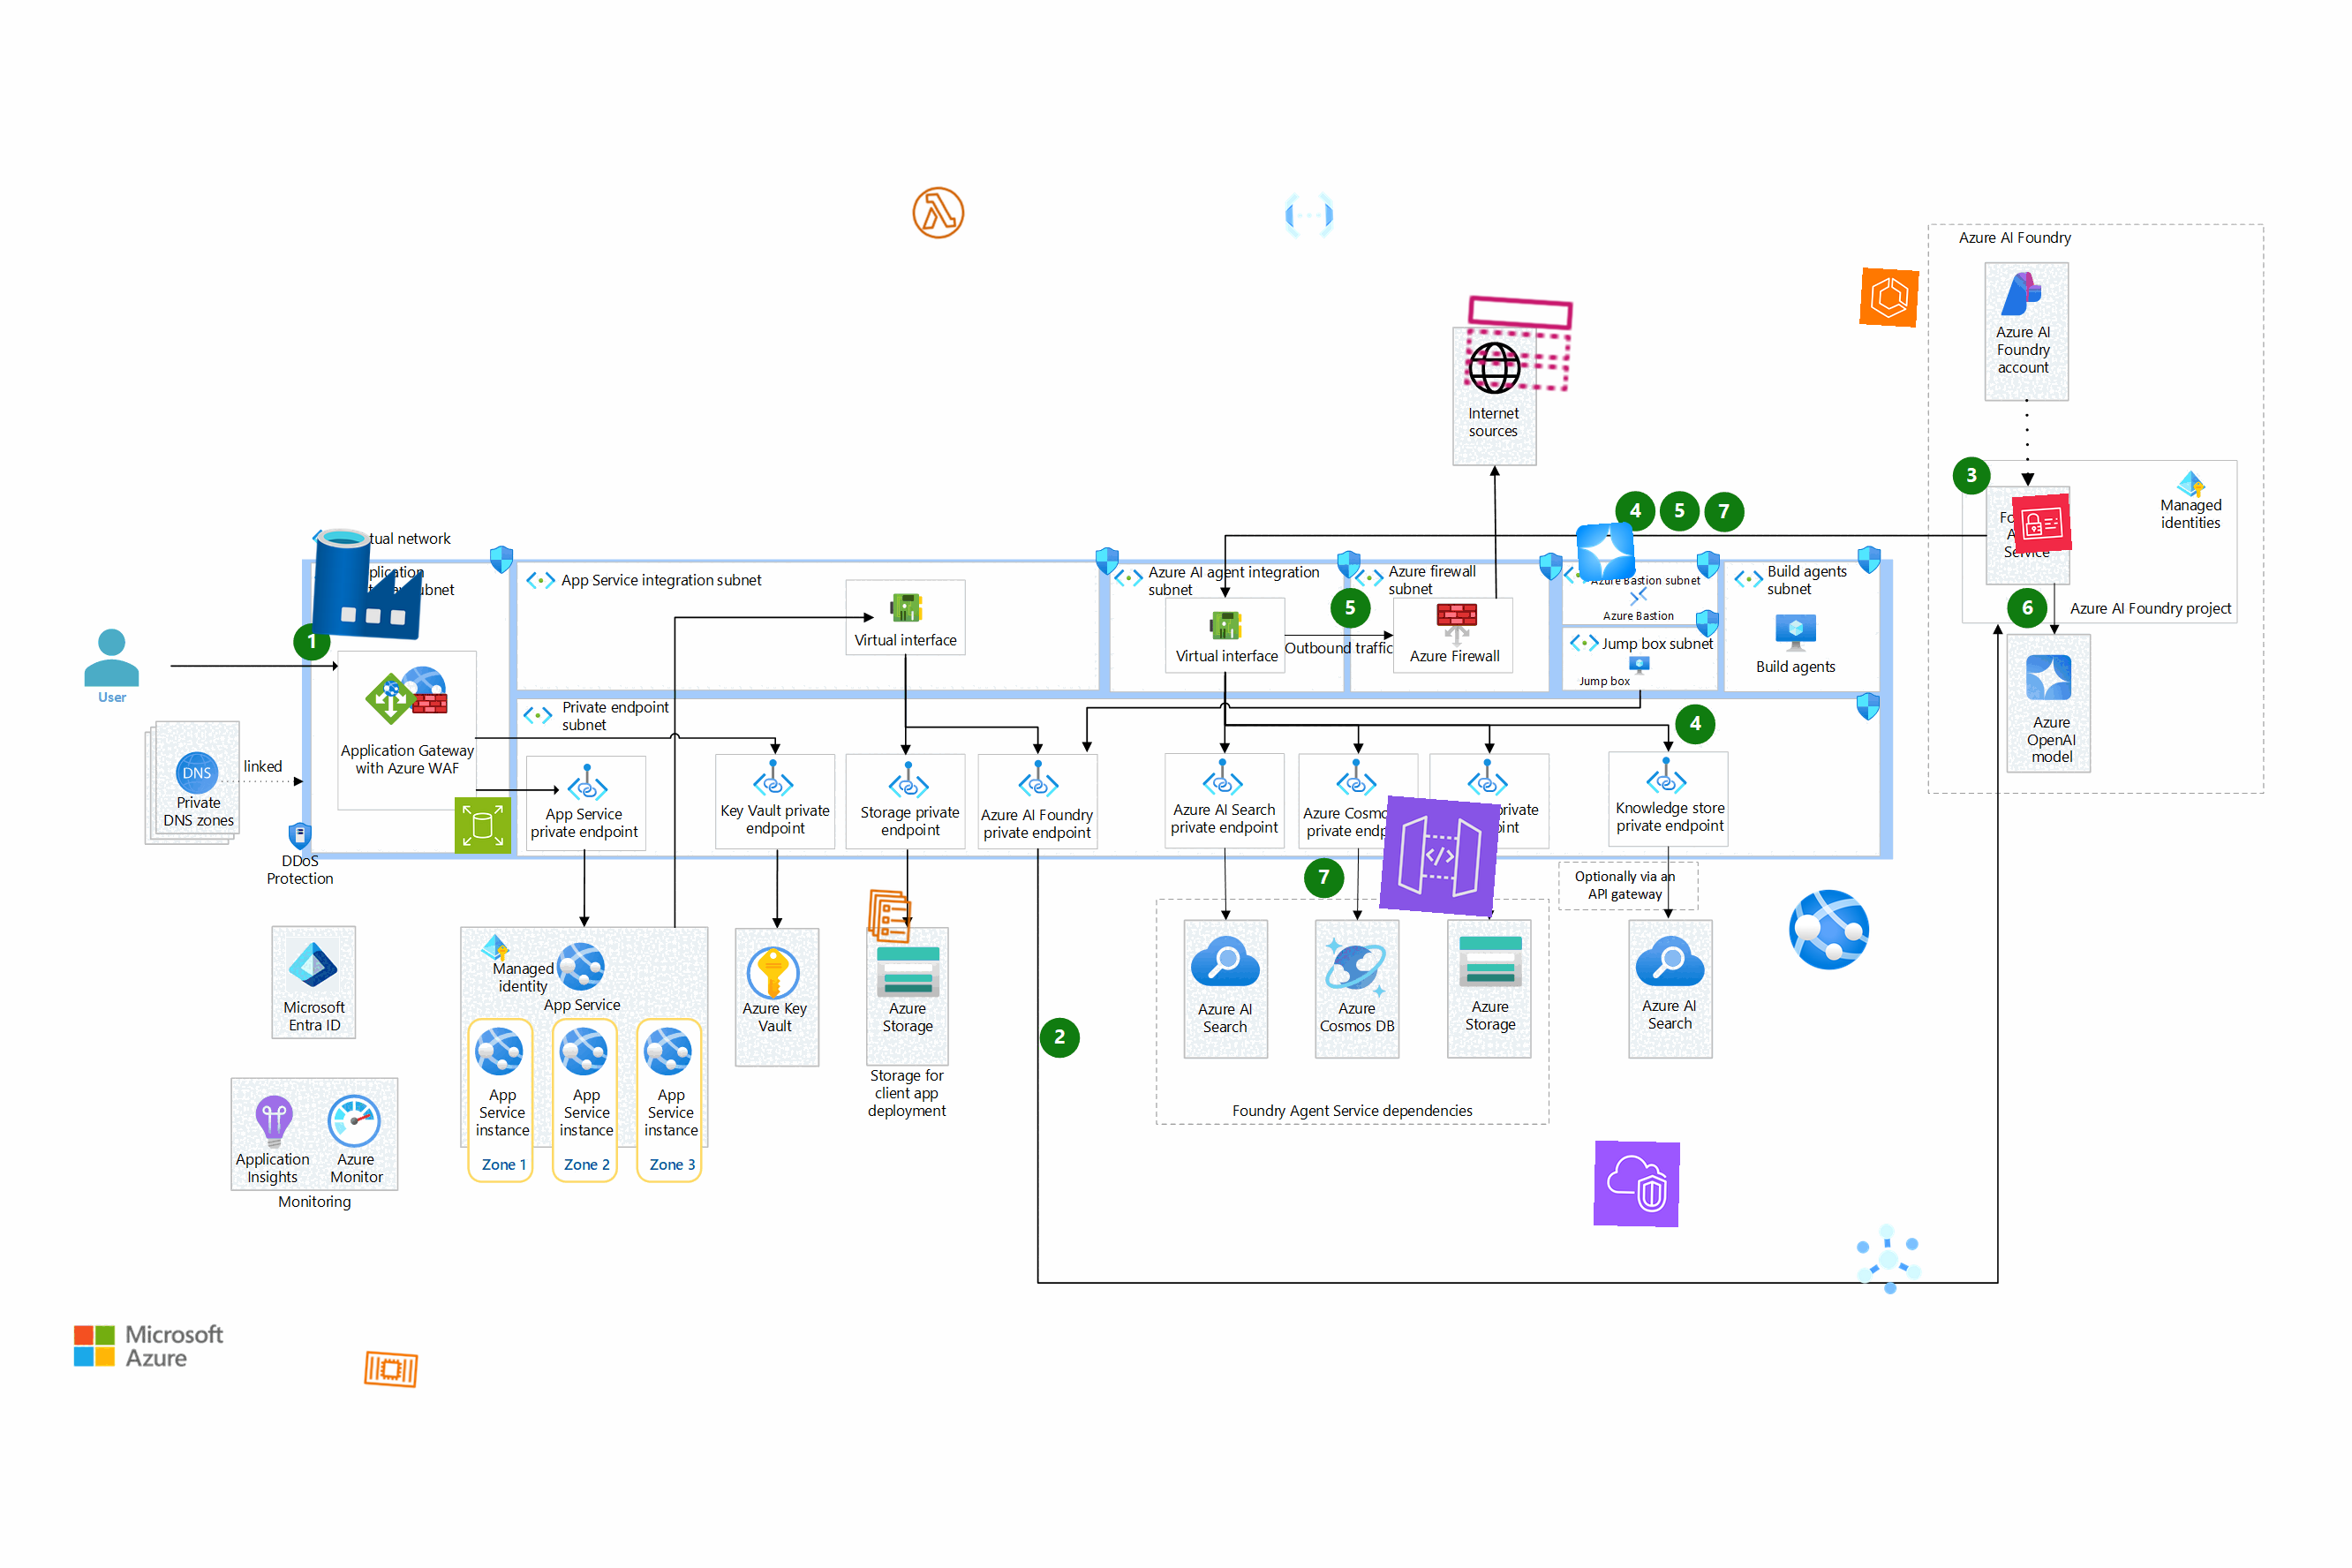 Azure AI Foundry
Azure AI
Foundry
account
Internet
sources
3
Managed
identities
4 5 7
Service
6
Azure AI Foundry project
Azure
OpenAI
model
network
subnet
1
User
App Service integration subnet
Virtual interface
Azure AI agent integration
subnet
Virtual interface
5
Outbound traffic
Azure firewall
subnet
Azure Firewall
Azure Bastion subnet
Azure Bastion
Jump box subnet
Jump box
Build agents
subnet
Build agents
Application Gateway
with Azure WAF
DNS
Private
DNS zones
linked
DDoS
Protection
Private endpoint
subnet
App Service
private endpoint
Key Vault private
endpoint
Storage private
endpoint
Azure AI Foundry
private endpoint
Azure AI Search
private endpoint
Azure
private
private
4
Knowledge store
private endpoint
Optionally via an
API gateway
7
Microsoft
Entra ID
Managed
identity
App Service
App
Service
instance
Zone 1
App
Service
instance
Zone 2
App
Service
instance
Zone 3
Azure Key
Vault
Azure
Storage
Storage for
client app
deployment
2
Azure AI
Search
Azure
Cosmos DB
Azure
Storage
Foundry Agent Service dependencies
Azure AI
Search
Application
Insights
Azure
Monitor
Monitoring
Microsoft
Azure